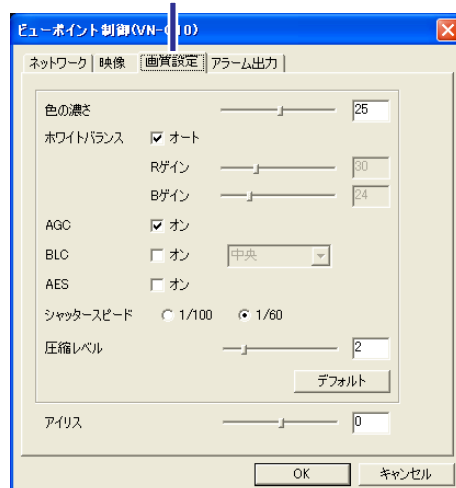 ビューポイント制御(VN-C10)
ネットワーク 映像 画質設定 アラーム出力
色の濃さ 25
ホワイトバランス オート
Rゲイン 30
Bゲイン 24
AGC オン
BLC オン 中央
AES オン
シャッタースピード 1/100 1/60
圧縮レベル 2
デフォルト
アイリス 0
OK キャンセル